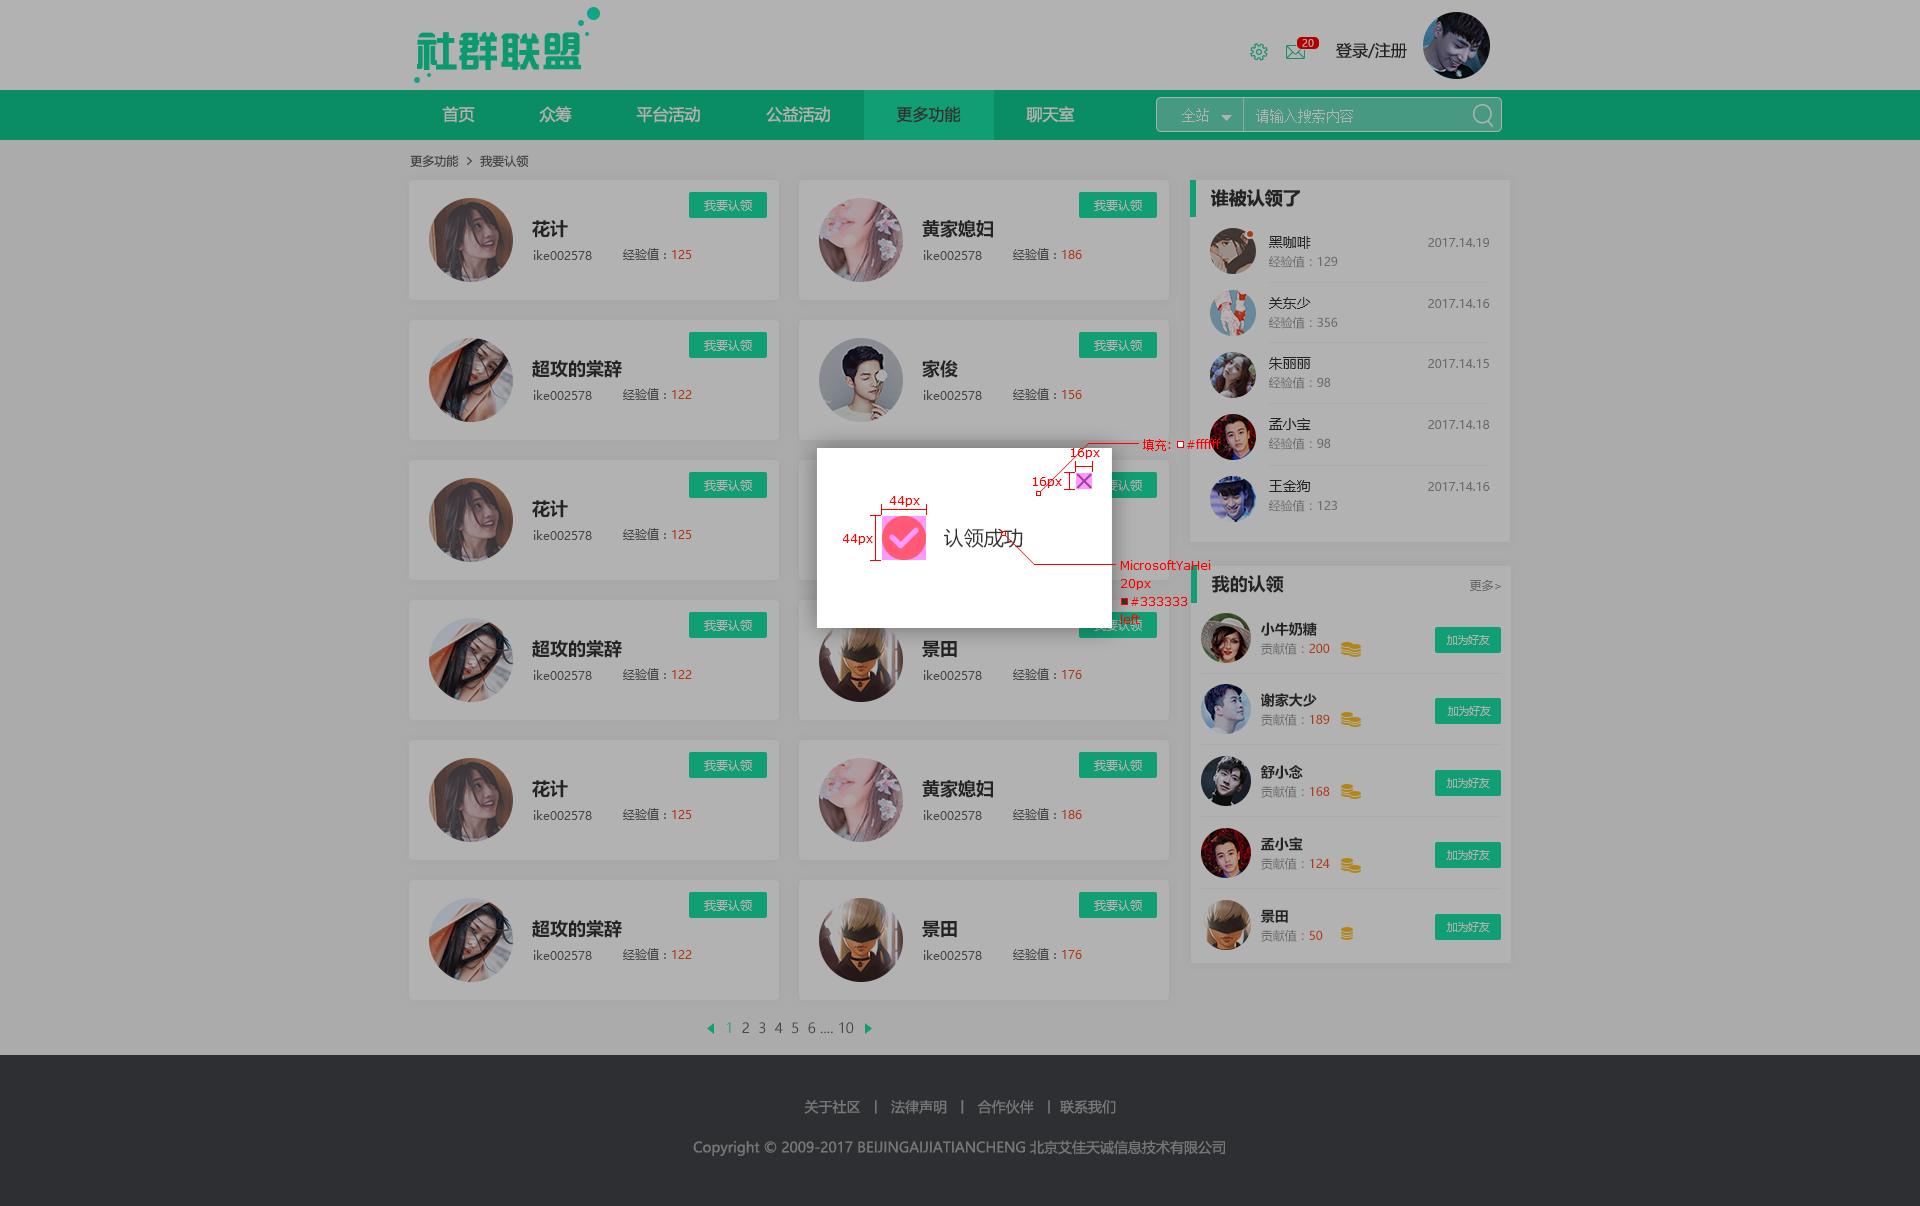 社群联盟
20
登录/注册
首页 众筹 平台活动 公益活动 更多功能 聊天室 全站 请输入搜索内容
更多功能 > 我要认领
我要认领
花计
ike002578 经验值：125
我要认领
黄家媳妇
ike002578 经验值：186
我要认领
超攻的棠辞
ike002578 经验值：122
我要认领
家俊
ike002578 经验值：156
我要认领
花计
ike002578 经验值：125
要认领
我要认领
超攻的棠辞
ike002578 经验值：122
我要认领
景田
ike002578 经验值：176
我要认领
花计
ike002578 经验值：125
我要认领
黄家媳妇
ike002578 经验值：186
我要认领
超攻的棠辞
ike002578 经验值：122
我要认领
景田
ike002578 经验值：176
1 2 3 4 5 6 .... 10
填充: #ffffff
16px
16px
44px
44px
认领成功
MicrosoftYaHei
20px
#333333
left
谁被认领了
黑咖啡 2017.14.19
经验值：129
关东少 2017.14.16
经验值：356
朱丽丽 2017.14.15
经验值：98
孟小宝 2017.14.18
经验值：98
王金狗 2017.14.16
经验值：123
我的认领 更多>
小牛奶糖
贡献值：200 加为好友
谢家大少
贡献值：189 加为好友
舒小念
贡献值：168 加为好友
孟小宝
贡献值：124 加为好友
景田
贡献值：50 加为好友
关于社区 | 法律声明 | 合作伙伴 | 联系我们
Copyright © 2009-2017 BEIJINGAIJIATIANCHENG 北京艾佳天诚信息技术有限公司